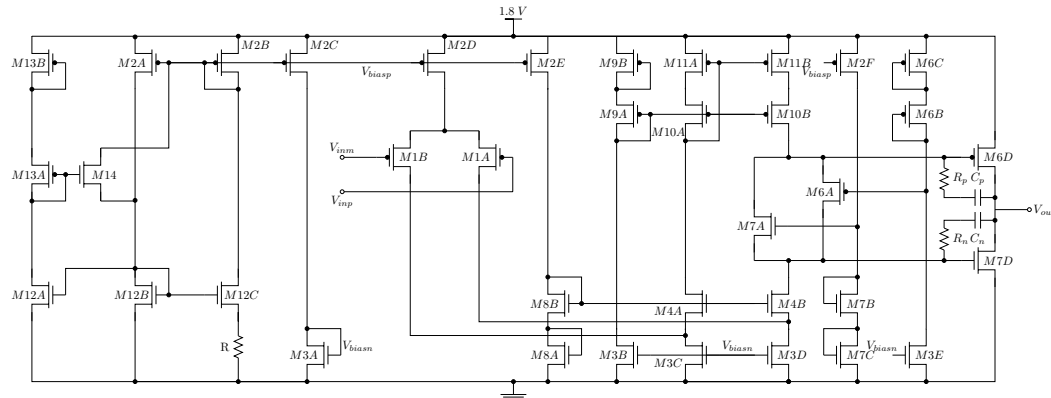 1.8 V
M13B
M2A
M2B
M2C
V_biasp
M2D
M2E
M9B
M11A
M11B
V_biasp
M2F
M6C
M9A
M10A
M10B
M6B
M13A
M14
V_inm
M1B
M1A
V_inp
M6A
M6D
R_p C_p
M7A
V_ou
R_n C_n
M7D
M12A
M12B
M12C
M8B
M4A
M4B
M7B
R
M3A
V_biasn
M8A
M3B
M3C
V_biasn
M3D
M7C
V_biasn
M3E